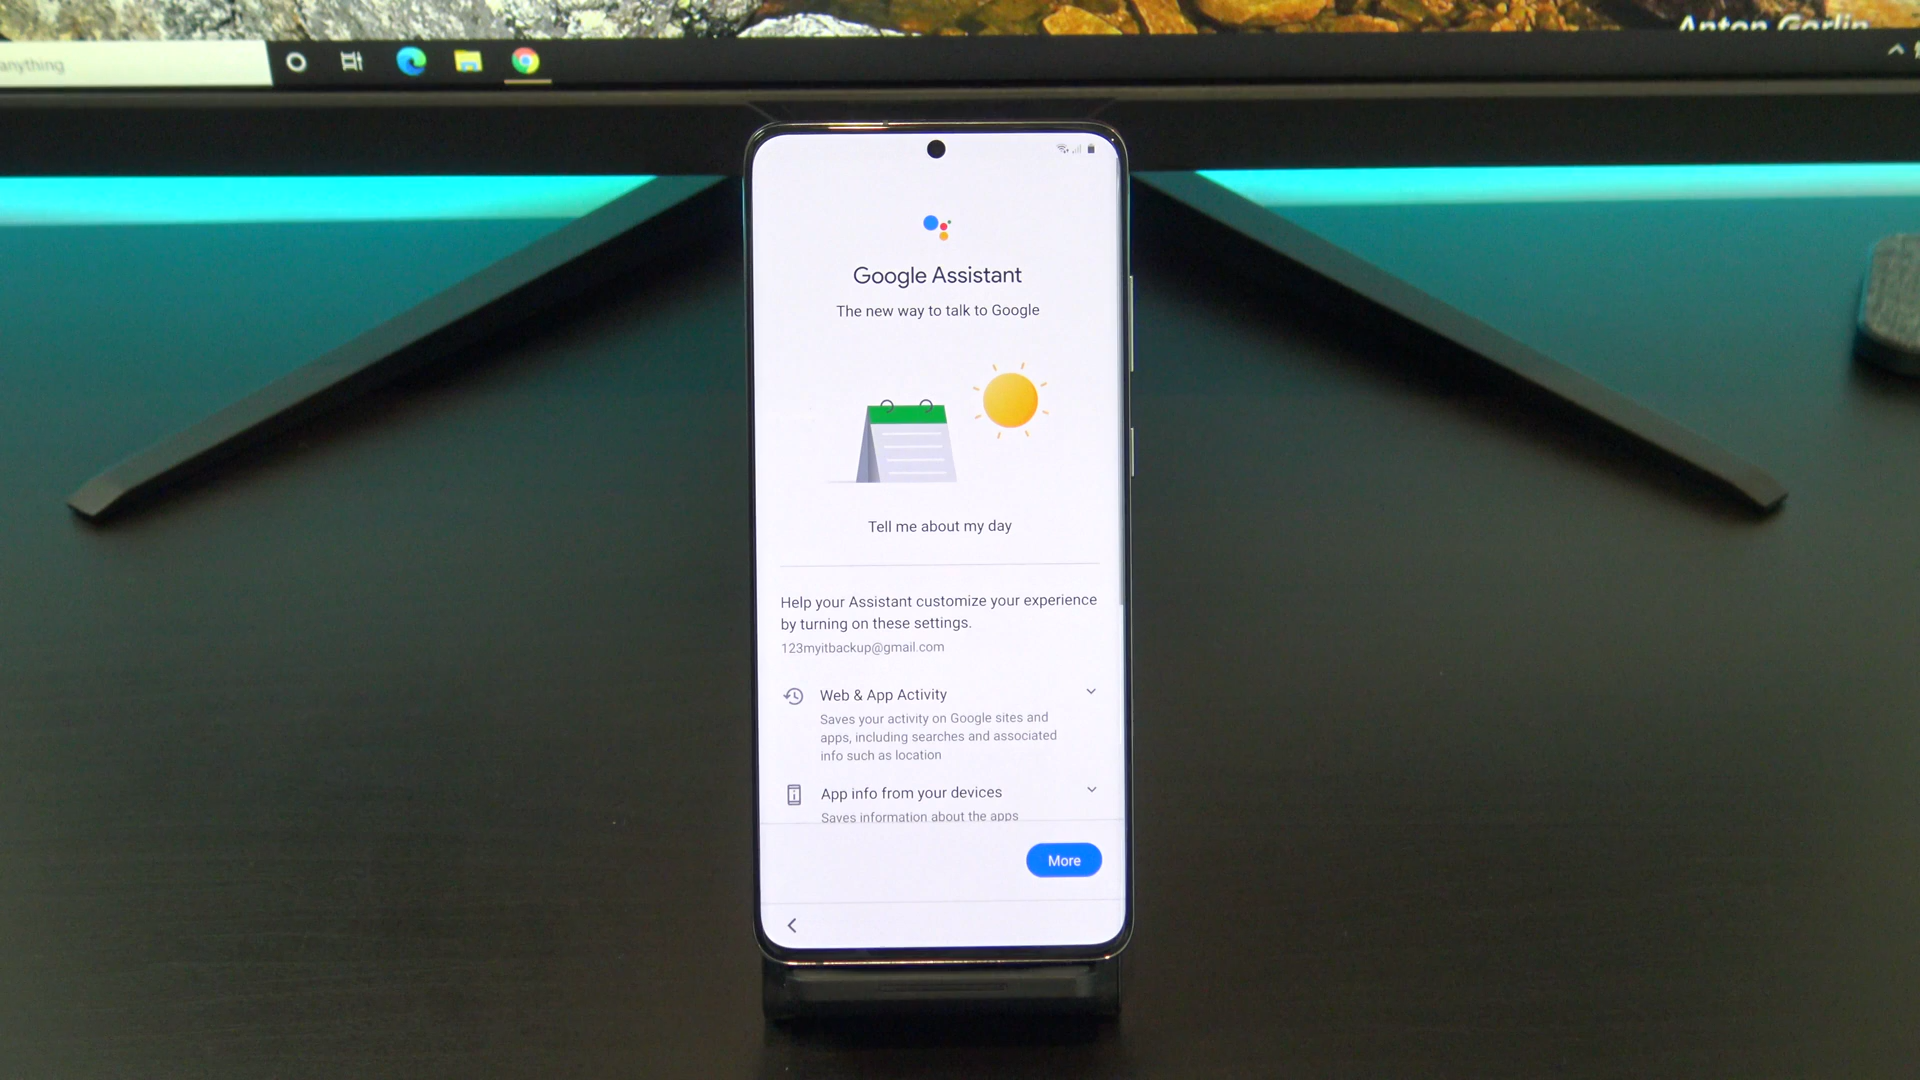 Anton Gorlin
anything
Google Assistant
The new way to talk to Google
Tell me about my day
Help your Assistant customize your experience
by turning on these settings.
123myitbackup@gmail.com
Web & App Activity
Saves your activity on Google sites and
apps, including searches and associated
info such as location
App info from your devices
Saves information about the apps
More